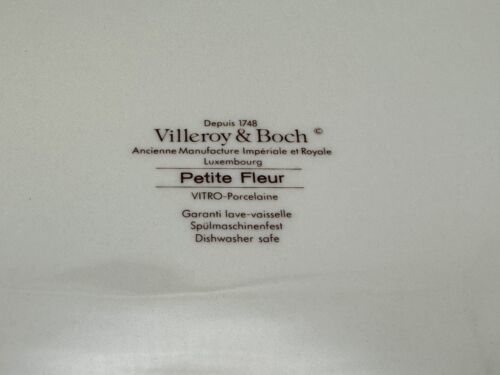 Depuis 1748
Villeroy & Boch ©
Ancienne Manufacture Impériale et Royale
Luxembourg
Petite Fleur
VITRO-Porcelaine
Garanti lave-vaisselle
Spülmaschinenfest
Dishwasher safe